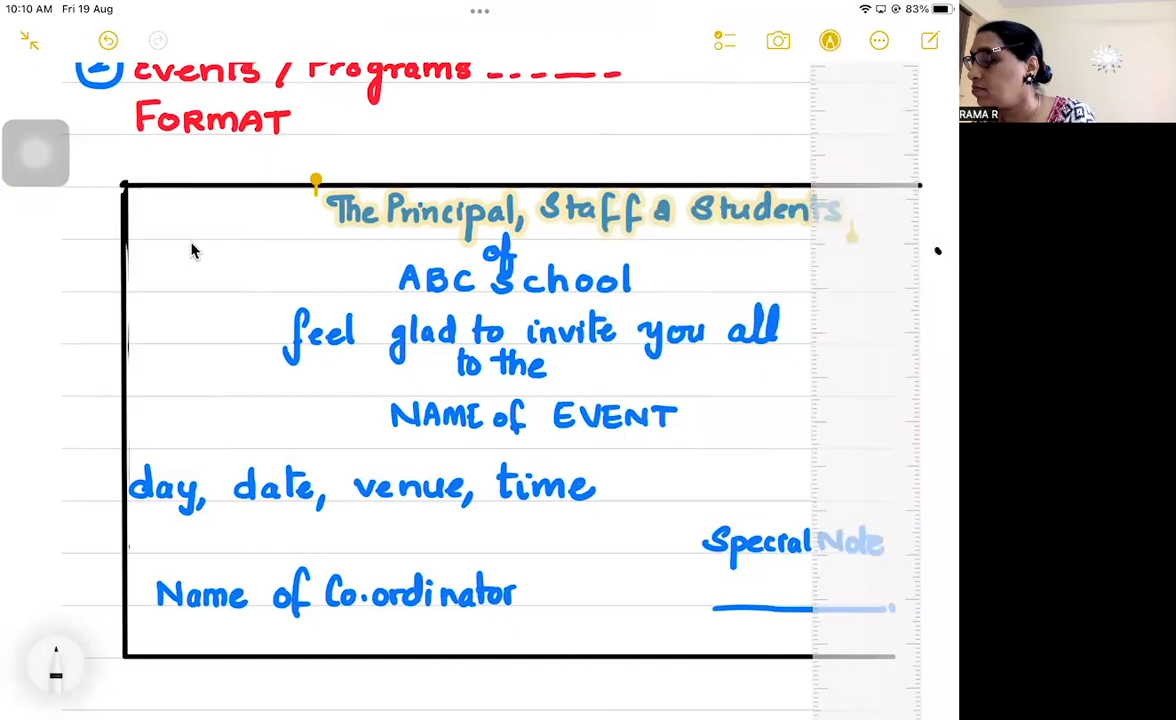 10:10 AM Fri 19 Aug 83%
2 Events / Programs
FORMAT
RAMA R
The Principal, Staff & Students
of
ABC School
feel glad to invite you all
to the
NAME of EVENT
day, date, venue, time
Special Note
Name of Co.ordinator